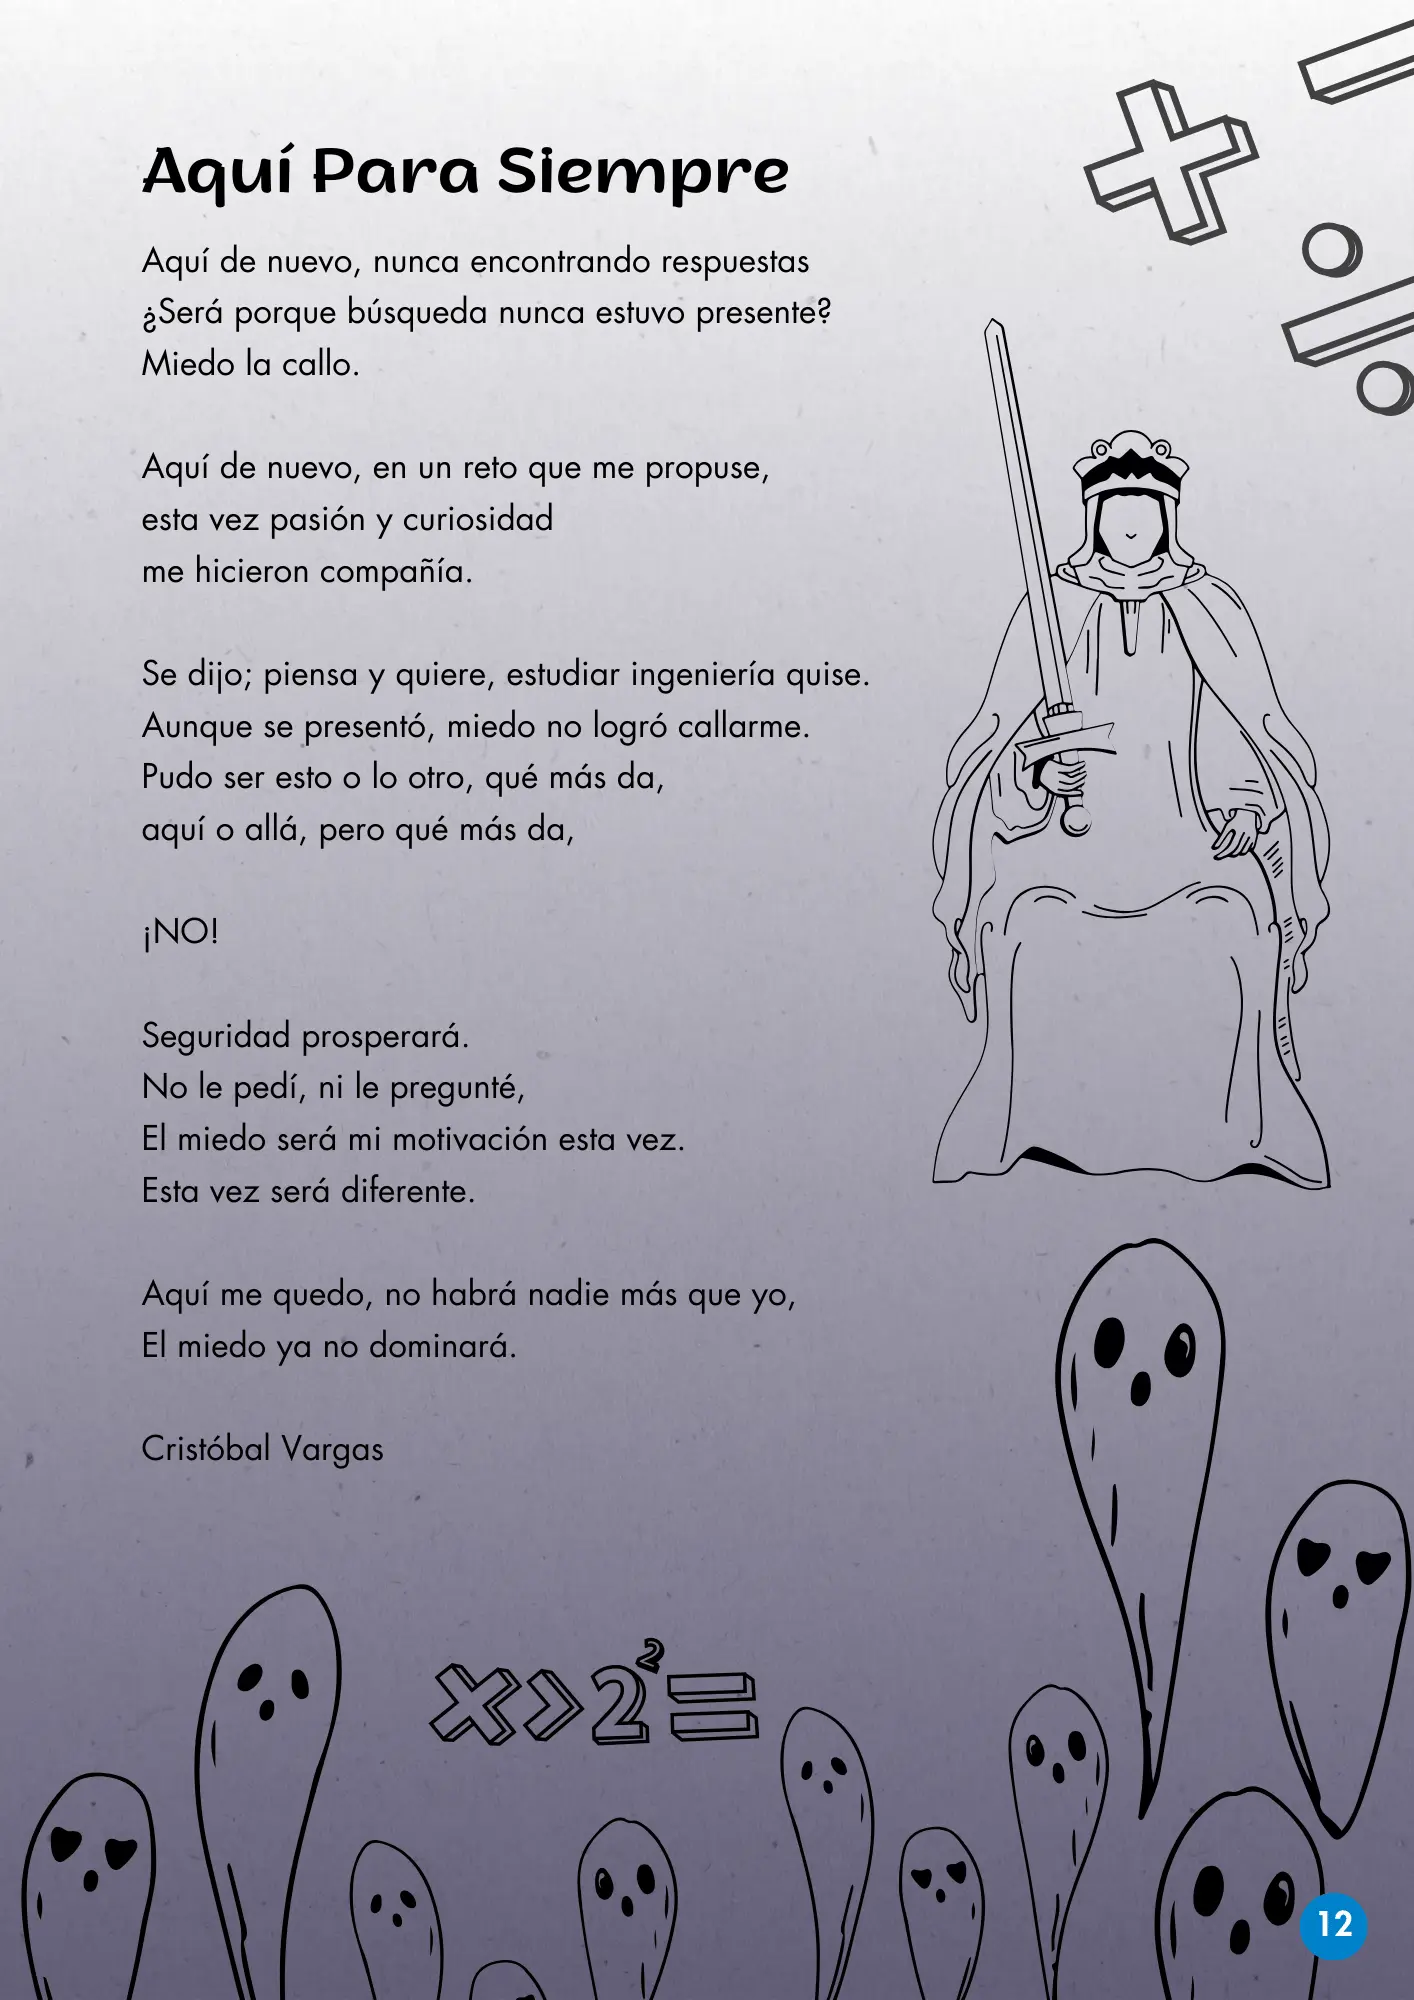 Aquí Para Siempre
Aquí de nuevo, nunca encontrando respuestas
¿Será porque búsqueda nunca estuvo presente?
Miedo la callo.
Aquí de nuevo, en un reto que me propuse,
esta vez pasión y curiosidad
me hicieron compañía.
Se dijo; piensa y quiere, estudiar ingeniería quise.
Aunque se presentó, miedo no logró callarme.
Pudo ser esto o lo otro, qué más da,
aquí o allá, pero qué más da,
¡NO!
Seguridad prosperará.
No le pedí, ni le pregunté,
El miedo será mi motivación esta vez.
Esta vez será diferente.
Aquí me quedo, no habrá nadie más que yo,
El miedo ya no dominará.
Cristóbal Vargas
×>2²=
12